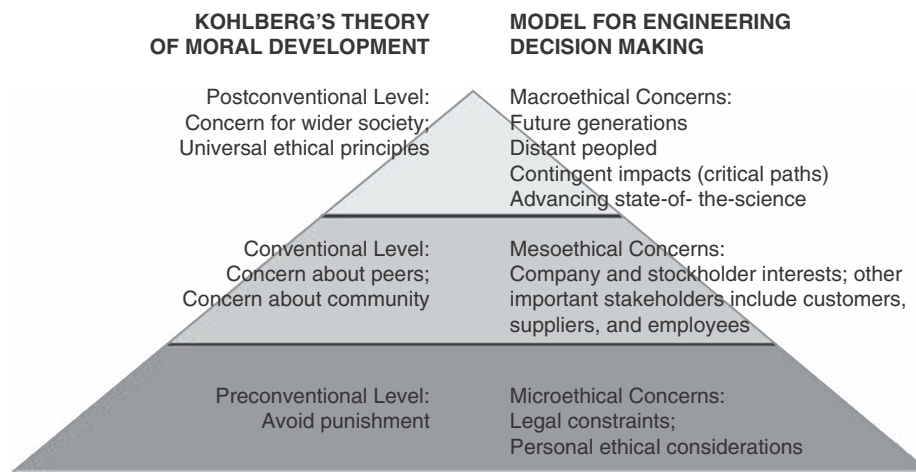 KOHLBERG'S THEORY
OF MORAL DEVELOPMENT
MODEL FOR ENGINEERING
DECISION MAKING
Postconventional Level:
Concern for wider society;
Universal ethical principles
Macroethical Concerns:
Future generations
Distant peopled
Contingent impacts (critical paths)
Advancing state-of- the-science
Conventional Level:
Concern about peers;
Concern about community
Mesoethical Concerns:
Company and stockholder interests; other
important stakeholders include customers,
suppliers, and employees
Preconventional Level:
Avoid punishment
Microethical Concerns:
Legal constraints;
Personal ethical considerations